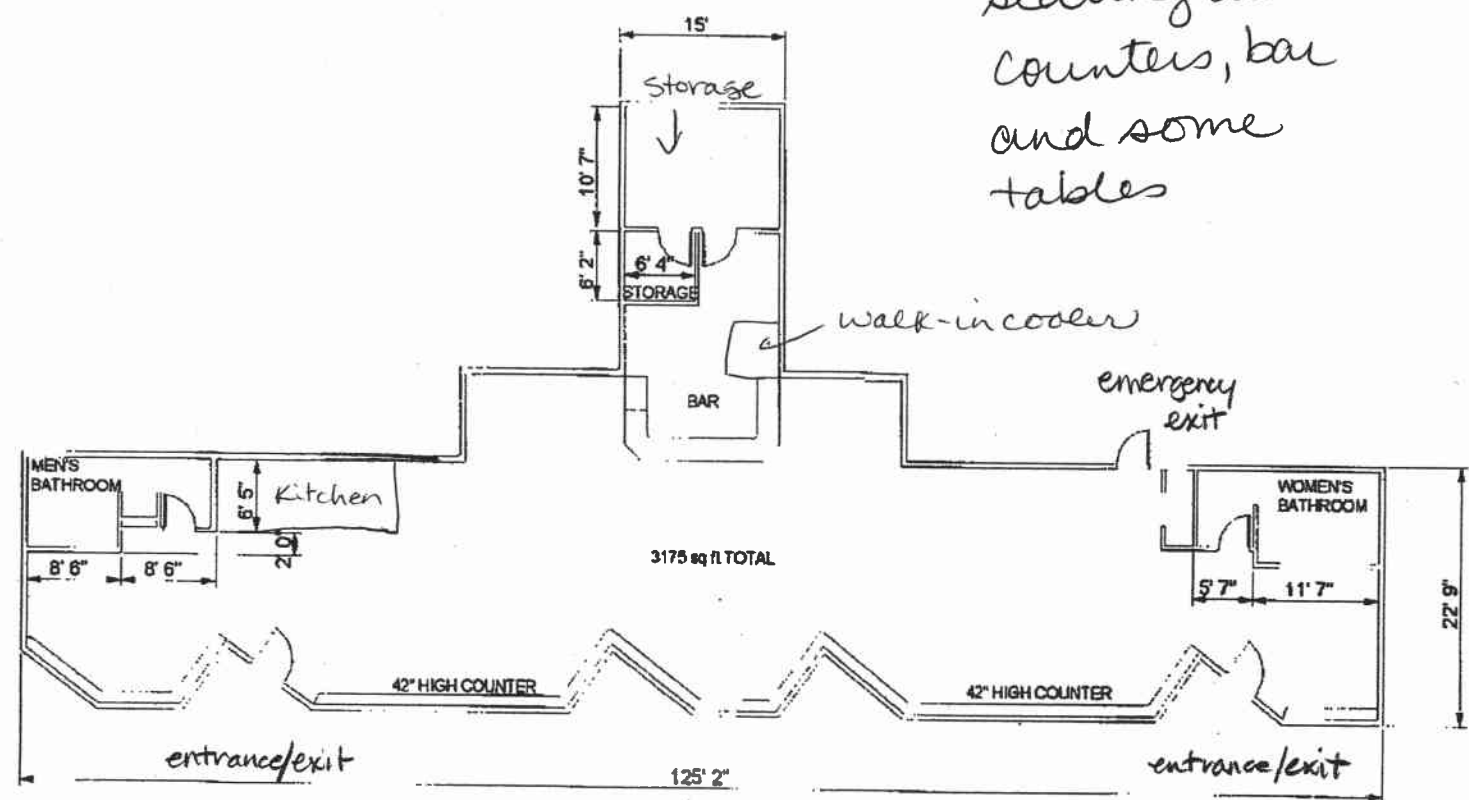 counters, bar
and some
tables
15'
Storage
10' 7"
6' 2"
6' 4"
STORAGE
walk-in cooler
BAR
emergency
exit
MEN'S
BATHROOM
6' 5"
Kitchen
2' 0"
8' 6"
8' 6"
3175 sq ft TOTAL
WOMEN'S
BATHROOM
5' 7"
11' 7"
22' 9"
42" HIGH COUNTER
42" HIGH COUNTER
entrance/exit
entrance/exit
125' 2"